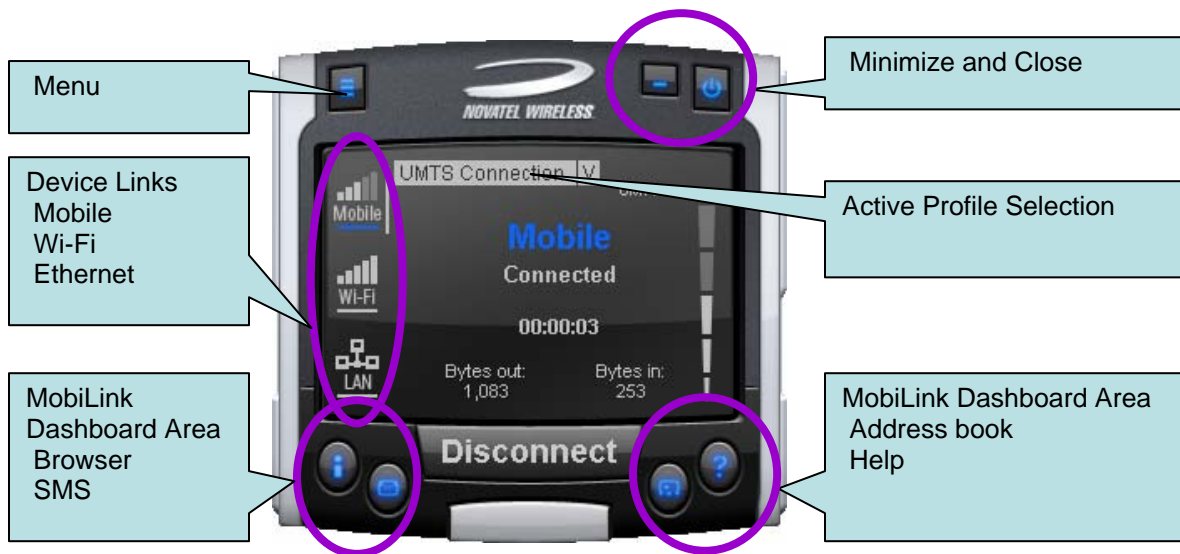 Menu
NOVATEL WIRELESS
Minimize and Close
Device Links
Mobile
Wi-Fi
Ethernet
UMTS Connection V
Active Profile Selection
Mobile
Mobile
Connected
Wi-Fi
00:00:03
LAN
Bytes out:
1,083
Bytes in:
253
MobiLink
Dashboard Area
Browser
SMS
Disconnect
MobiLink Dashboard Area
Address book
Help
i
?